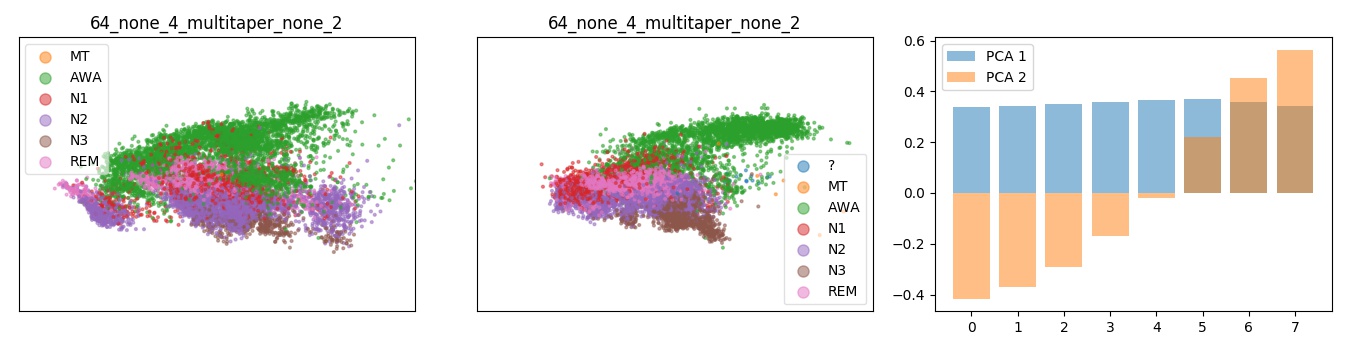 64_none_4_multitaper_none_2
MT
AWA
N1
N2
N3
REM
64_none_4_multitaper_none_2
?
MT
AWA
N1
N2
N3
REM
PCA 1
PCA 2
0.6
0.4
0.2
0.0
−0.2
−0.4
0 1 2 3 4 5 6 7